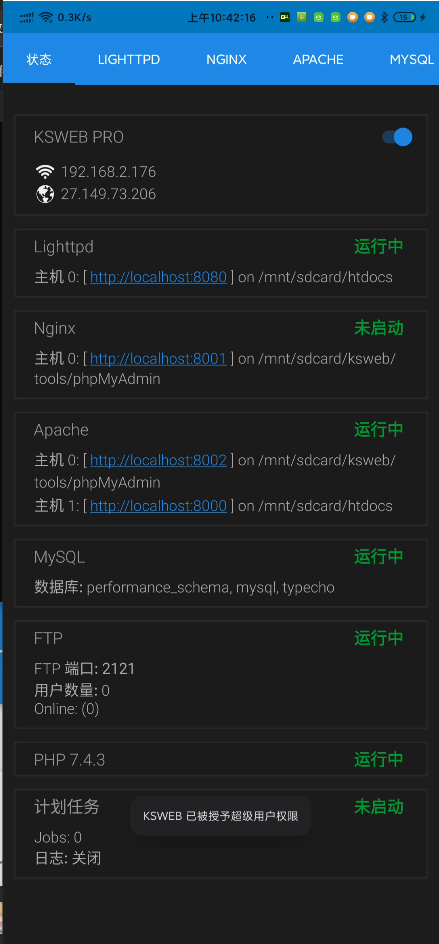 0.3K/s 上午10:42:16 15
状态 LIGHTTPD NGINX APACHE MYSQL
KSWEB PRO
192.168.2.176
27.149.73.206
Lighttpd 运行中
主机 0: [ http://localhost:8080 ] on /mnt/sdcard/htdocs
Nginx 未启动
主机 0: [ http://localhost:8001 ] on /mnt/sdcard/ksweb/
tools/phpMyAdmin
Apache 运行中
主机 0: [ http://localhost:8002 ] on /mnt/sdcard/ksweb/
tools/phpMyAdmin
主机 1: [ http://localhost:8000 ] on /mnt/sdcard/htdocs
MySQL 运行中
数据库: performance_schema, mysql, typecho
FTP 运行中
FTP 端口: 2121
用户数量: 0
Online: (0)
PHP 7.4.3 运行中
计划任务 未启动
KSWEB 已被授予超级用户权限
Jobs: 0
日志: 关闭